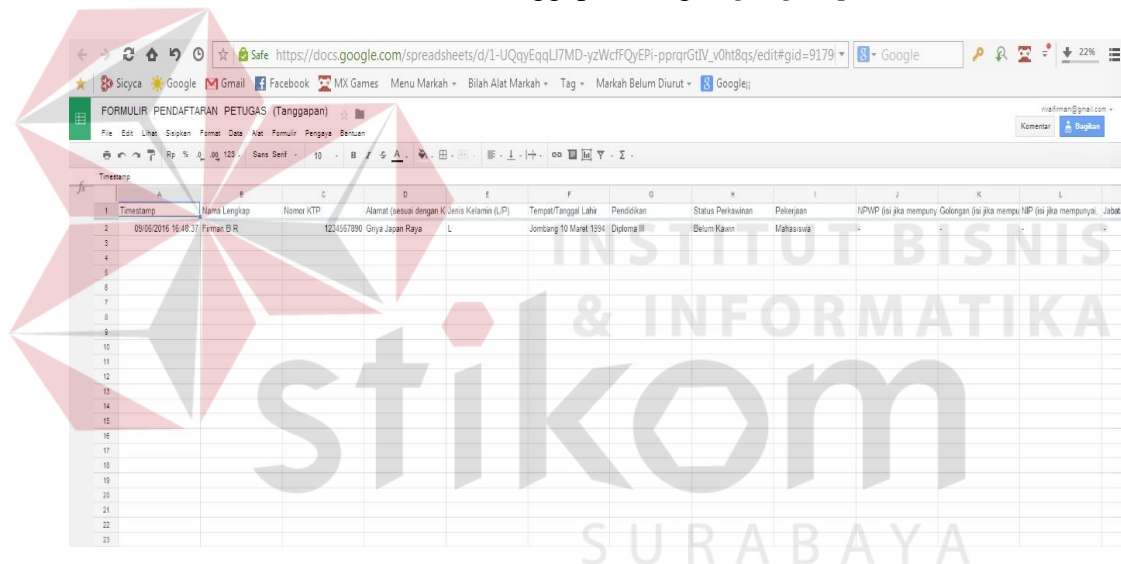 Safe https://docs.google.com/spreadsheets/d/1-UQqyEqqLJ7MD-yzWcfFQyEPi-pprqrGtIV_v0ht8qs/edit#gid=9179 Google 22%
Sicyca Google Gmail Facebook MX Games Menu Markah Bilah Alat Markah Tag Markah Belum Diurut Google
FORMULIR PENDAFTARAN PETUGAS (Tanggapan)
File Edit Lihat Sisipkan Format Data Alat Formulir Pengaya Bantuan
Komentar Bagikan
Rp % .0 .00 123 Sans Serif 10 B I S A Σ
fx Timestamp
A B C D E F G H I J K L
1 Timestamp Nama Lengkap Nomor KTP Alamat (sesuai dengan K Jenis Kelamin (L/P) Tempat/Tanggal Lahir Pendidikan Status Perkawinan Pekerjaan NPWP (isi jika mempuny Golongan (isi jika mempu NIP (isi jika mempunyai, Jabat
2 09/06/2016 16:48:37 Firman B R 1234567890 Griya Japan Raya L Jombang 10 Maret 1994 Diploma III Belum Kawin Mahasiswa - - - -
4
5
6
7
8
9
10
11
12
13
14
15
16
17
18
19
20
21
22
23
INSTITUT BISNIS
& INFORMATIKA
stikom
SURABAYA